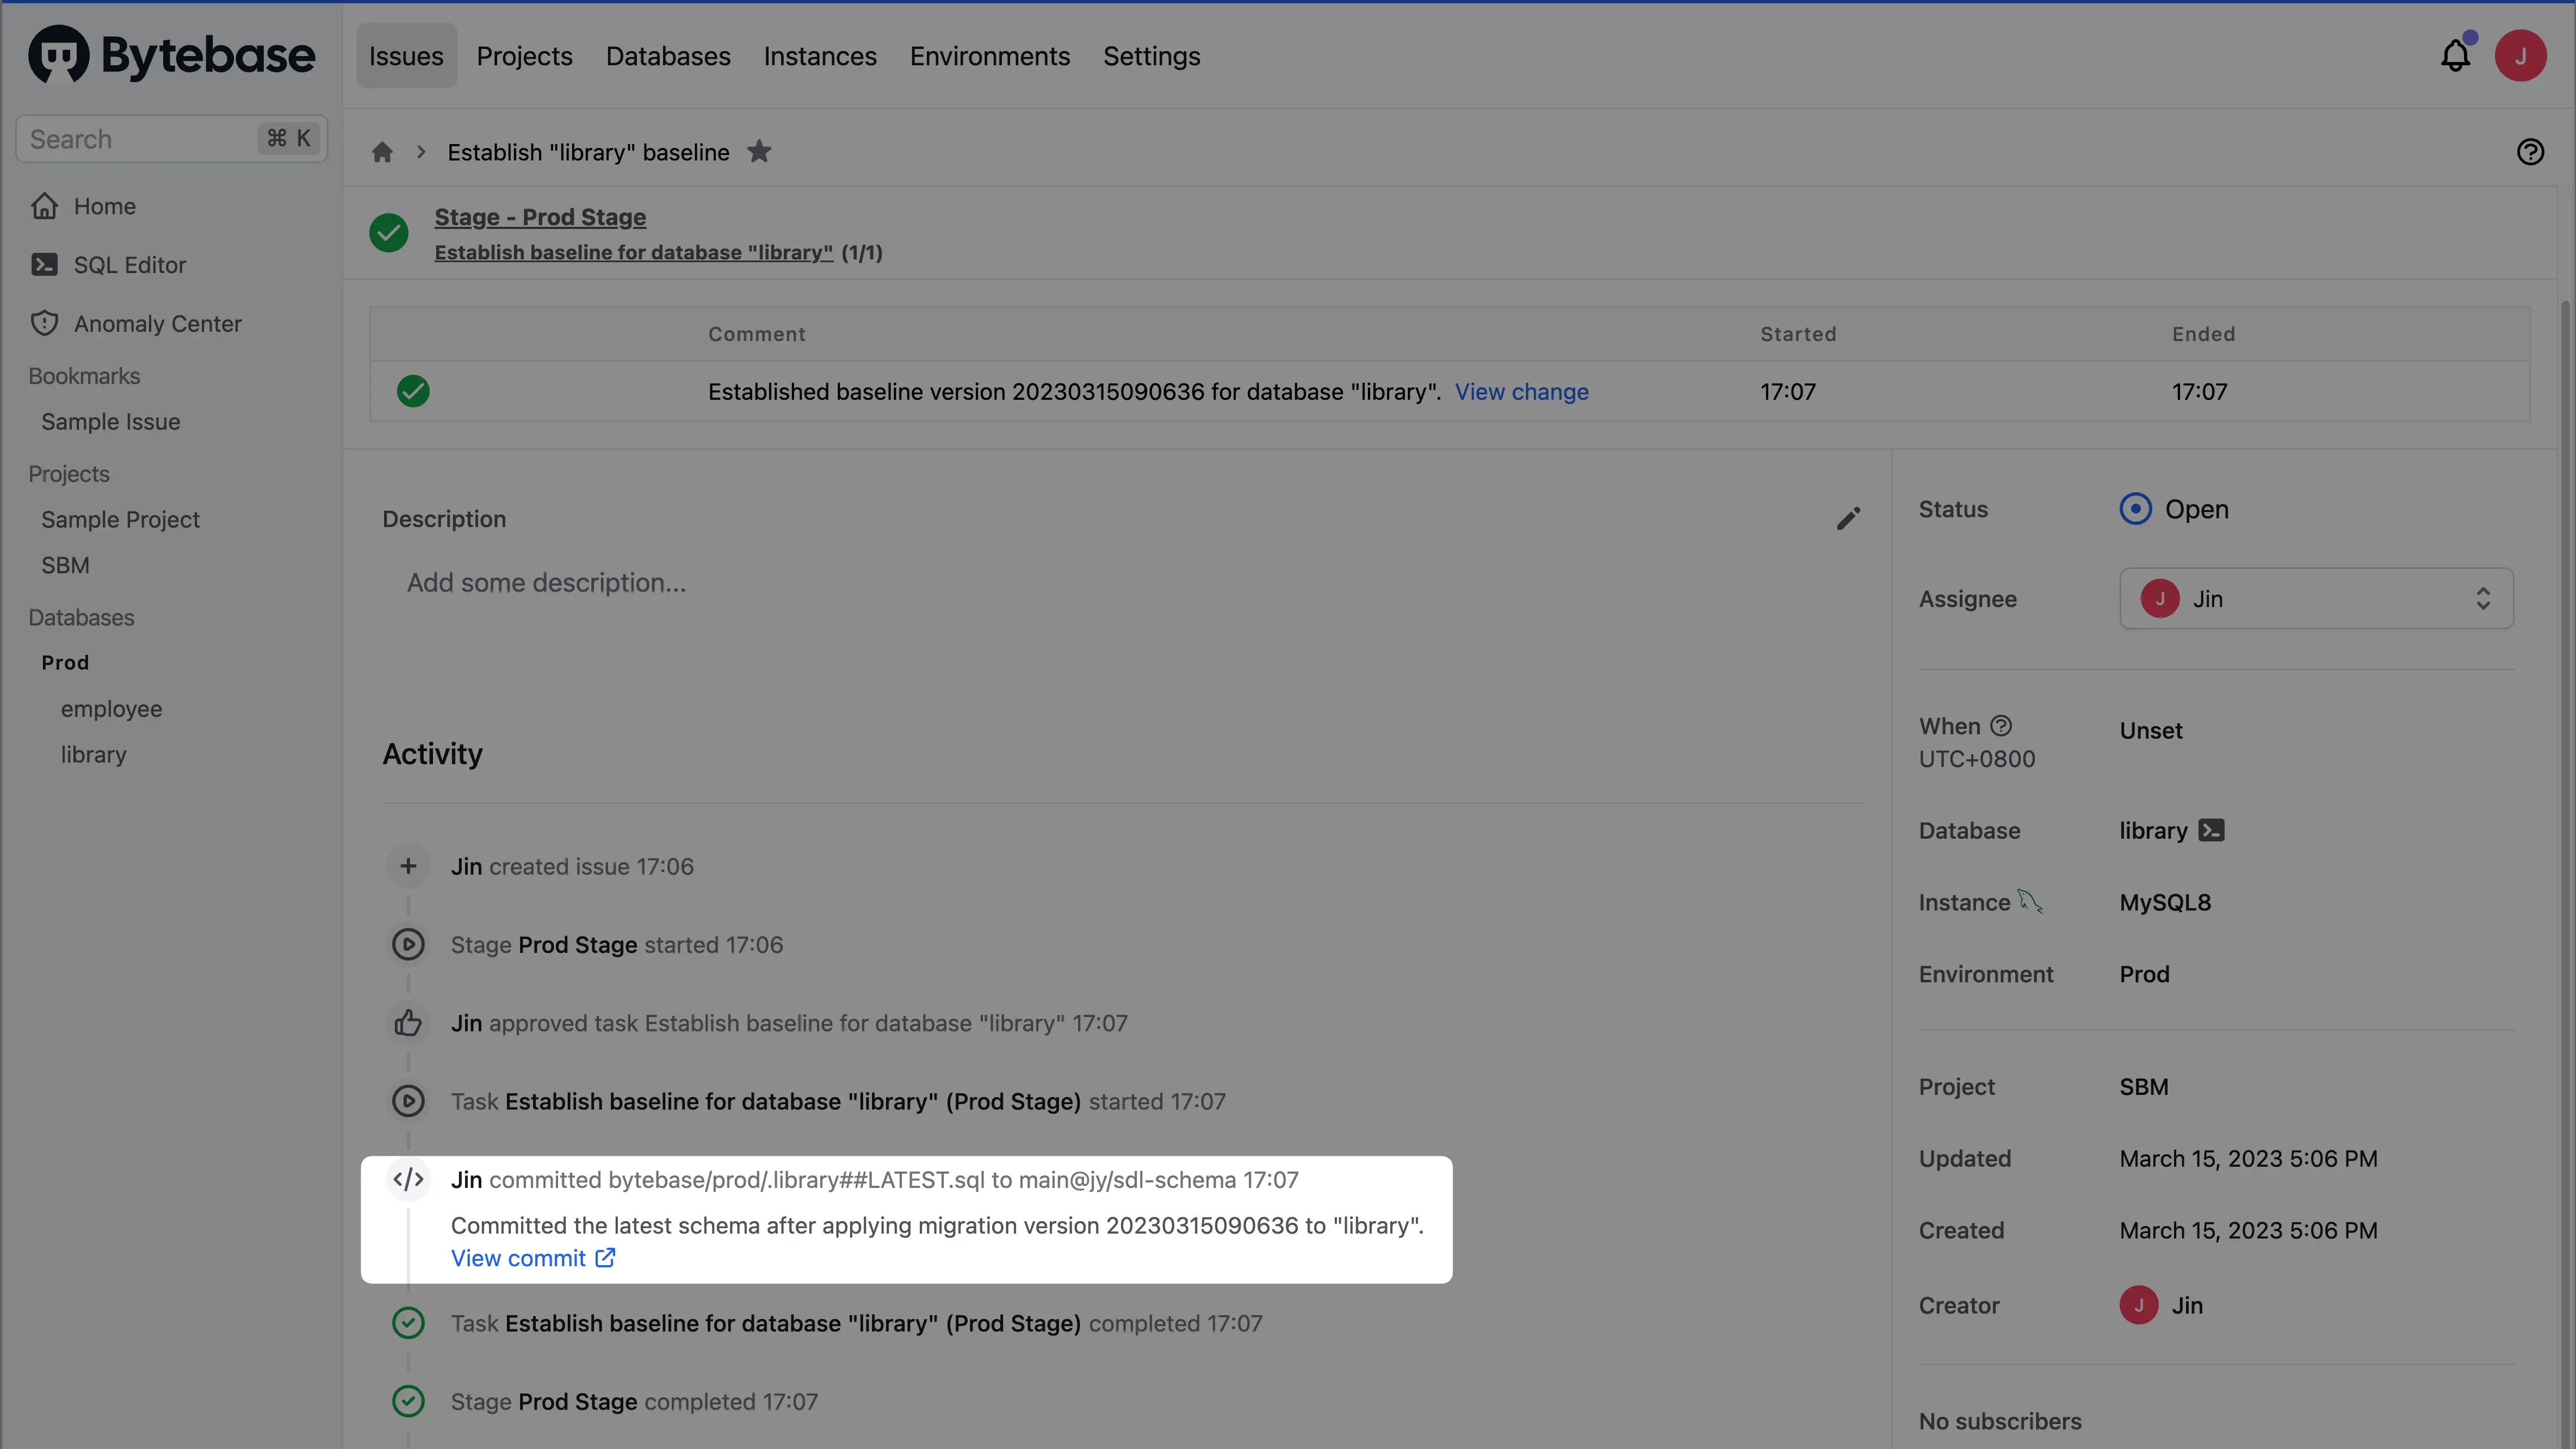 Bytebase
Issues
Projects
Databases
Instances
Environments
Settings
J
Search
⌘ K
Home
SQL Editor
Anomaly Center
Bookmarks
Sample Issue
Projects
Sample Project
SBM
Databases
Prod
employee
library
Establish "library" baseline
Stage - Prod Stage
Establish baseline for database "library" (1/1)
Comment Started Ended
Established baseline version 20230315090636 for database "library". View change 17:07 17:07
Description
Add some description...
Activity
Jin created issue 17:06
Stage Prod Stage started 17:06
Jin approved task Establish baseline for database "library" 17:07
Task Establish baseline for database "library" (Prod Stage) started 17:07
Jin committed bytebase/prod/.library##LATEST.sql to main@jy/sdl-schema 17:07
Committed the latest schema after applying migration version 20230315090636 to "library".
View commit
Task Establish baseline for database "library" (Prod Stage) completed 17:07
Stage Prod Stage completed 17:07
Status Open
Assignee J Jin
When Unset
UTC+0800
Database library
Instance MySQL8
Environment Prod
Project SBM
Updated March 15, 2023 5:06 PM
Created March 15, 2023 5:06 PM
Creator J Jin
No subscribers